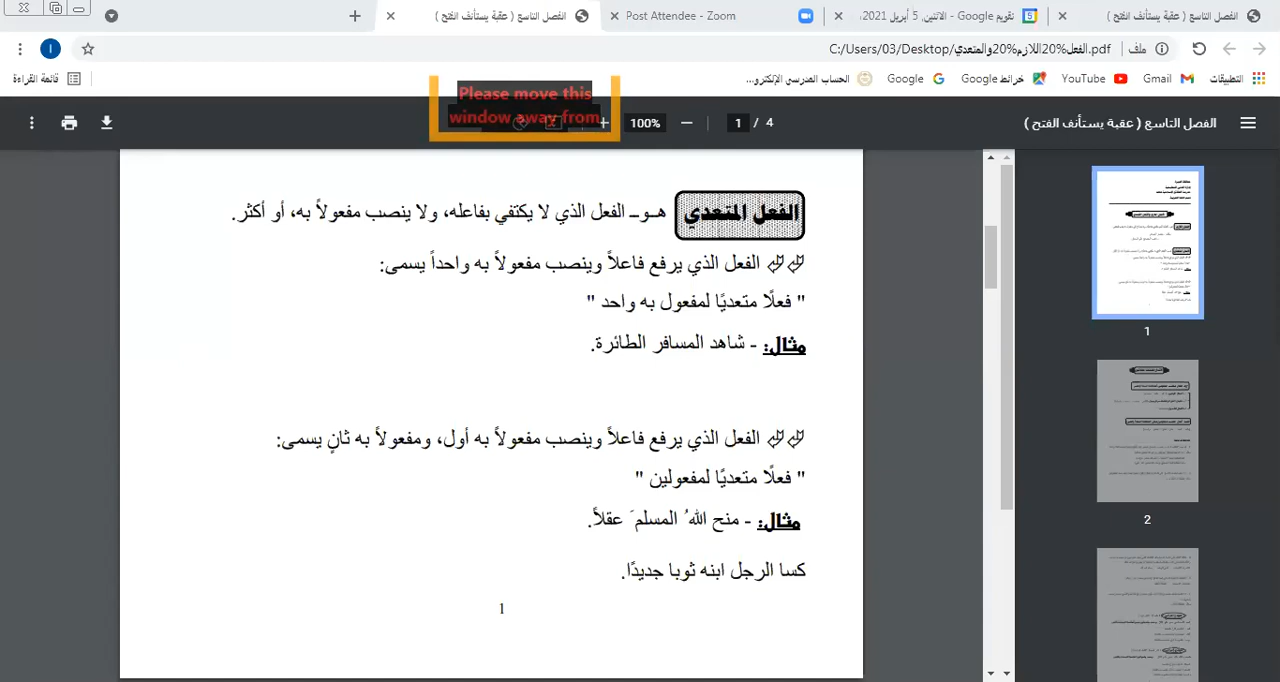 الفصل التاسع ( عقبة يستأنف الفتح )
تقويم Google - الاثنين, 5 أبريل 2021
Post Attendee - Zoom
الفصل التاسع ( عقبة يستأنف الفتح )
ملف C:/Users/03/Desktop/الفعل%20اللازم%20والمتعدي.pdf
التطبيقات
Gmail
YouTube
خرائط Google
Google
الحساب المدرسي الإلكترو...
قائمة القراءة
Please move this
window away from
الفصل التاسع ( عقبة يستأنف الفتح )
1 / 4
100%
الفعل المتعدي هـوـ الفعل الذي لا يكتفي بفاعله، ولا ينصب مفعولاً به، أو أكثر.
الفعل الذي يرفع فاعلاً وينصب مفعولاً به واحداً يسمى:
" فعلًا متعديًا لمفعول به واحد "
مثال: - شاهد المسافر الطائرة.
الفعل الذي يرفع فاعلاً وينصب مفعولاً به أول، ومفعولاً به ثانٍ يسمى:
" فعلًا متعديًا لمفعولين "
مثال: - منح اللهُ المسلمَ عقلاً.
كسا الرجل ابنه ثوبا جديدًا.
1
1
2